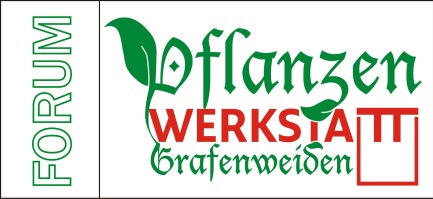 FORUM
Pflanzen
WERKSTATT
Grafenweiden